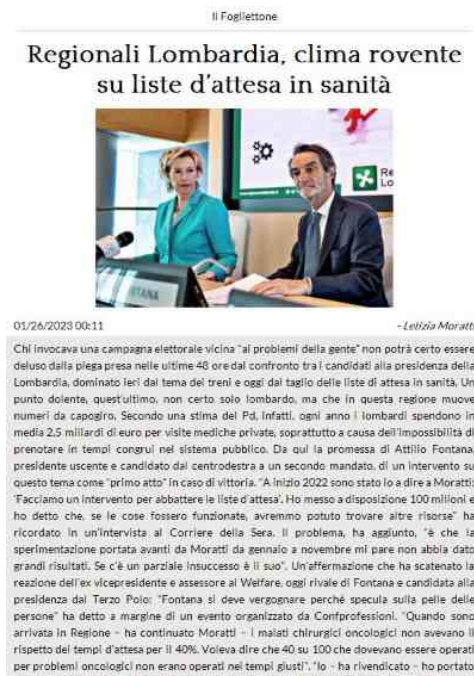 Il Fogliettone
Regionali Lombardia, clima rovente
su liste d'attesa in sanità
Re
Lo
TANA
01/26/2023 00:11
- Letizia Moratti
Chi invocava una campagna elettorale vicina "ai problemi della gente" non potrà certo essere
deluso dalla piega presa nelle ultime 48 ore dal confronto tra i candidati alla presidenza della
Lombardia, dominato ieri dal tema dei treni e oggi dal taglio delle liste di attesa in sanità. Un
punto dolente, quest'ultimo, non certo solo lombardo, ma che in questa regione muove
numeri da capogiro. Secondo una stima del Pd, infatti, ogni anno i lombardi spendono in
media 2,5 miliardi di euro per visite mediche private, soprattutto a causa dell'impossibilità di
prenotare in tempi congrui nel sistema pubblico. Da qui la promessa di Attilio Fontana,
presidente uscente e candidato dal centrodestra a un secondo mandato, di un intervento su
questo tema come "primo atto" in caso di vittoria. "A inizio 2022 sono stato io a dire a Moratti:
'Facciamo un intervento per abbattere le liste d'attesa'. Ho messo a disposizione 100 milioni e
ho detto che, se le cose fossero funzionate, avremmo potuto trovare altre risorse" ha
ricordato in un'intervista al Corriere della Sera. Il problema, ha aggiunto, "è che la
sperimentazione portata avanti da Moratti da gennaio a novembre mi pare non abbia dato
grandi risultati. Se c'è un parziale insuccesso è il suo". Un'affermazione che ha scatenato la
reazione dell'ex vicepresidente e assessore al Welfare, oggi rivale di Fontana e candidata alla
presidenza dal Terzo Polo: "Fontana si deve vergognare perché specula sulla pelle delle
persone" ha detto a margine di un evento organizzato da Confprofessioni. "Quando sono
arrivata in Regione – ha continuato Moratti – i malati chirurgici oncologici non avevano il
rispetto dei tempi d'attesa per il 40%. Voleva dire che 40 su 100 che dovevano essere operati
per problemi oncologici non erano operati nei tempi giusti". "Io - ha rivendicato – ho portato